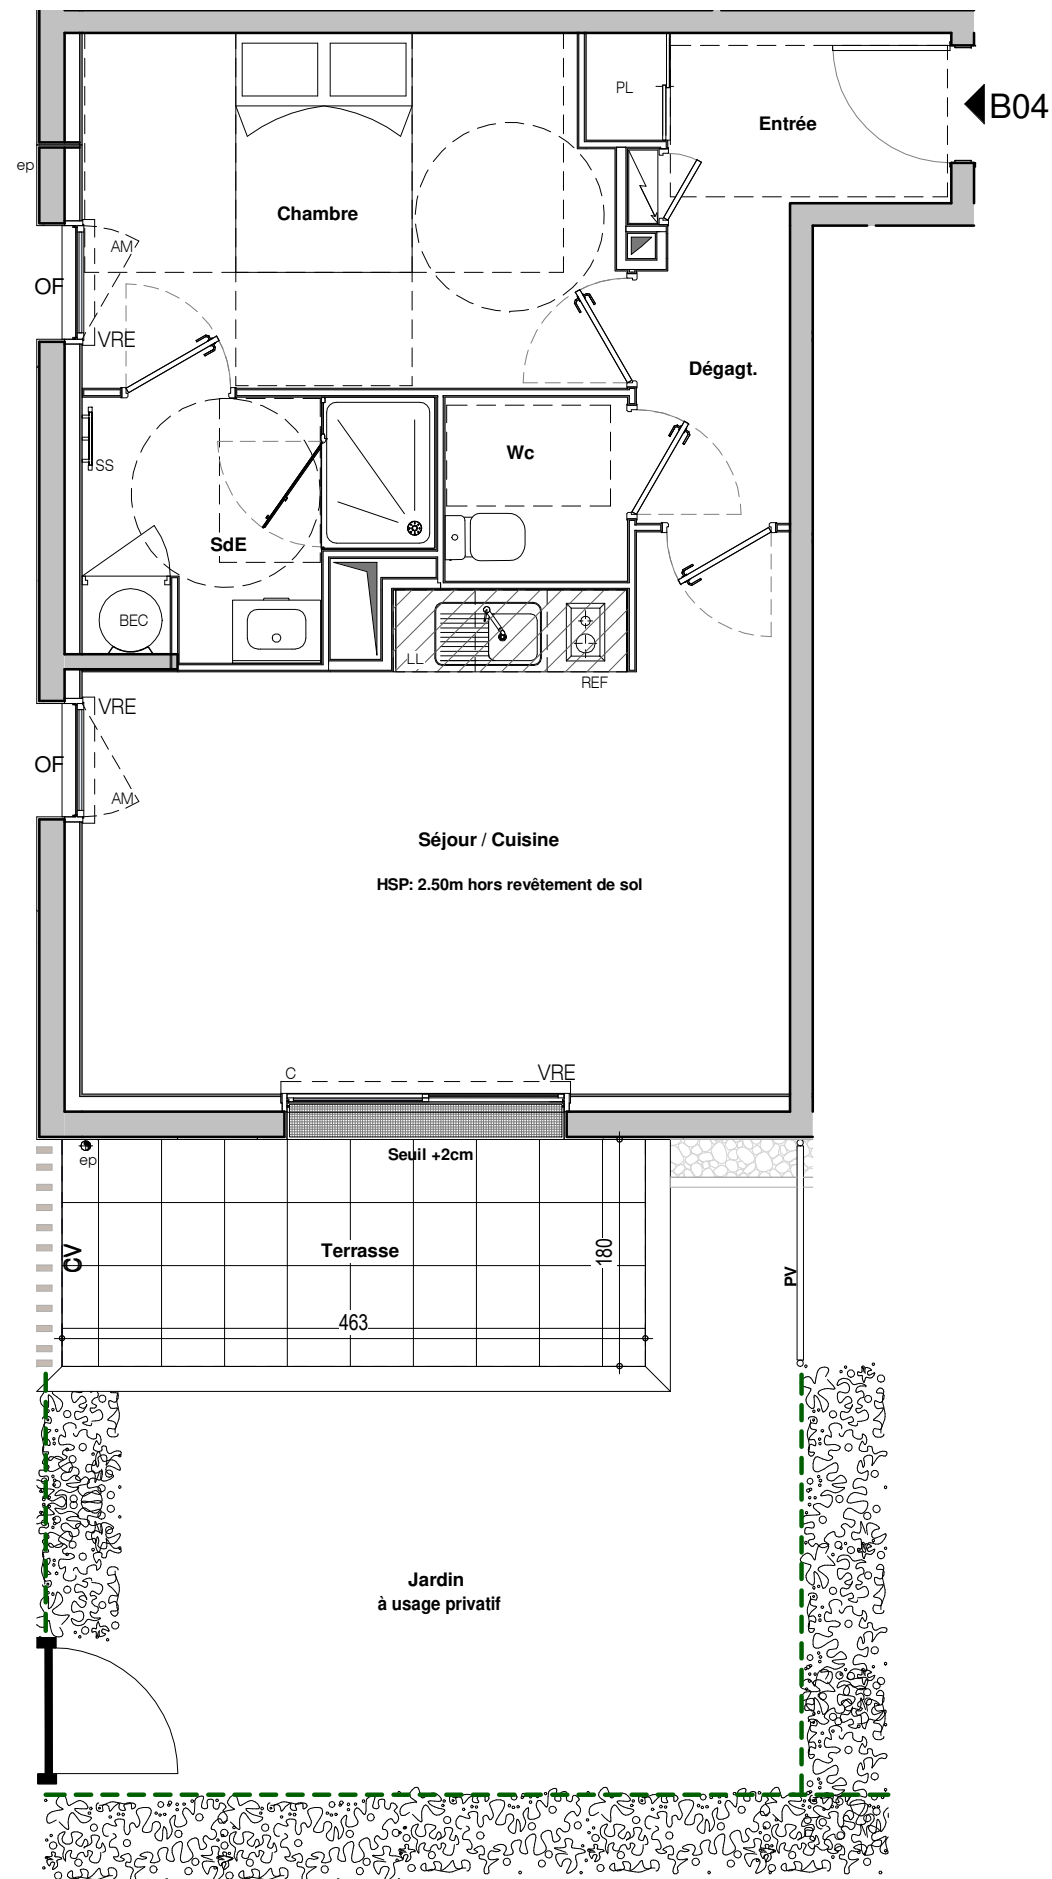 PL
Entrée
B04
ep
Chambre
AM
OF
VRE
Dégagt.
Wc
SS
SdE
BEC
LL
REF
VRE
OF
AM
Séjour / Cuisine
HSP: 2.50m hors revêtement de sol
C
VRE
ep
Seuil +2cm
CV
Terrasse
180
PV
463
Jardin
à usage privatif